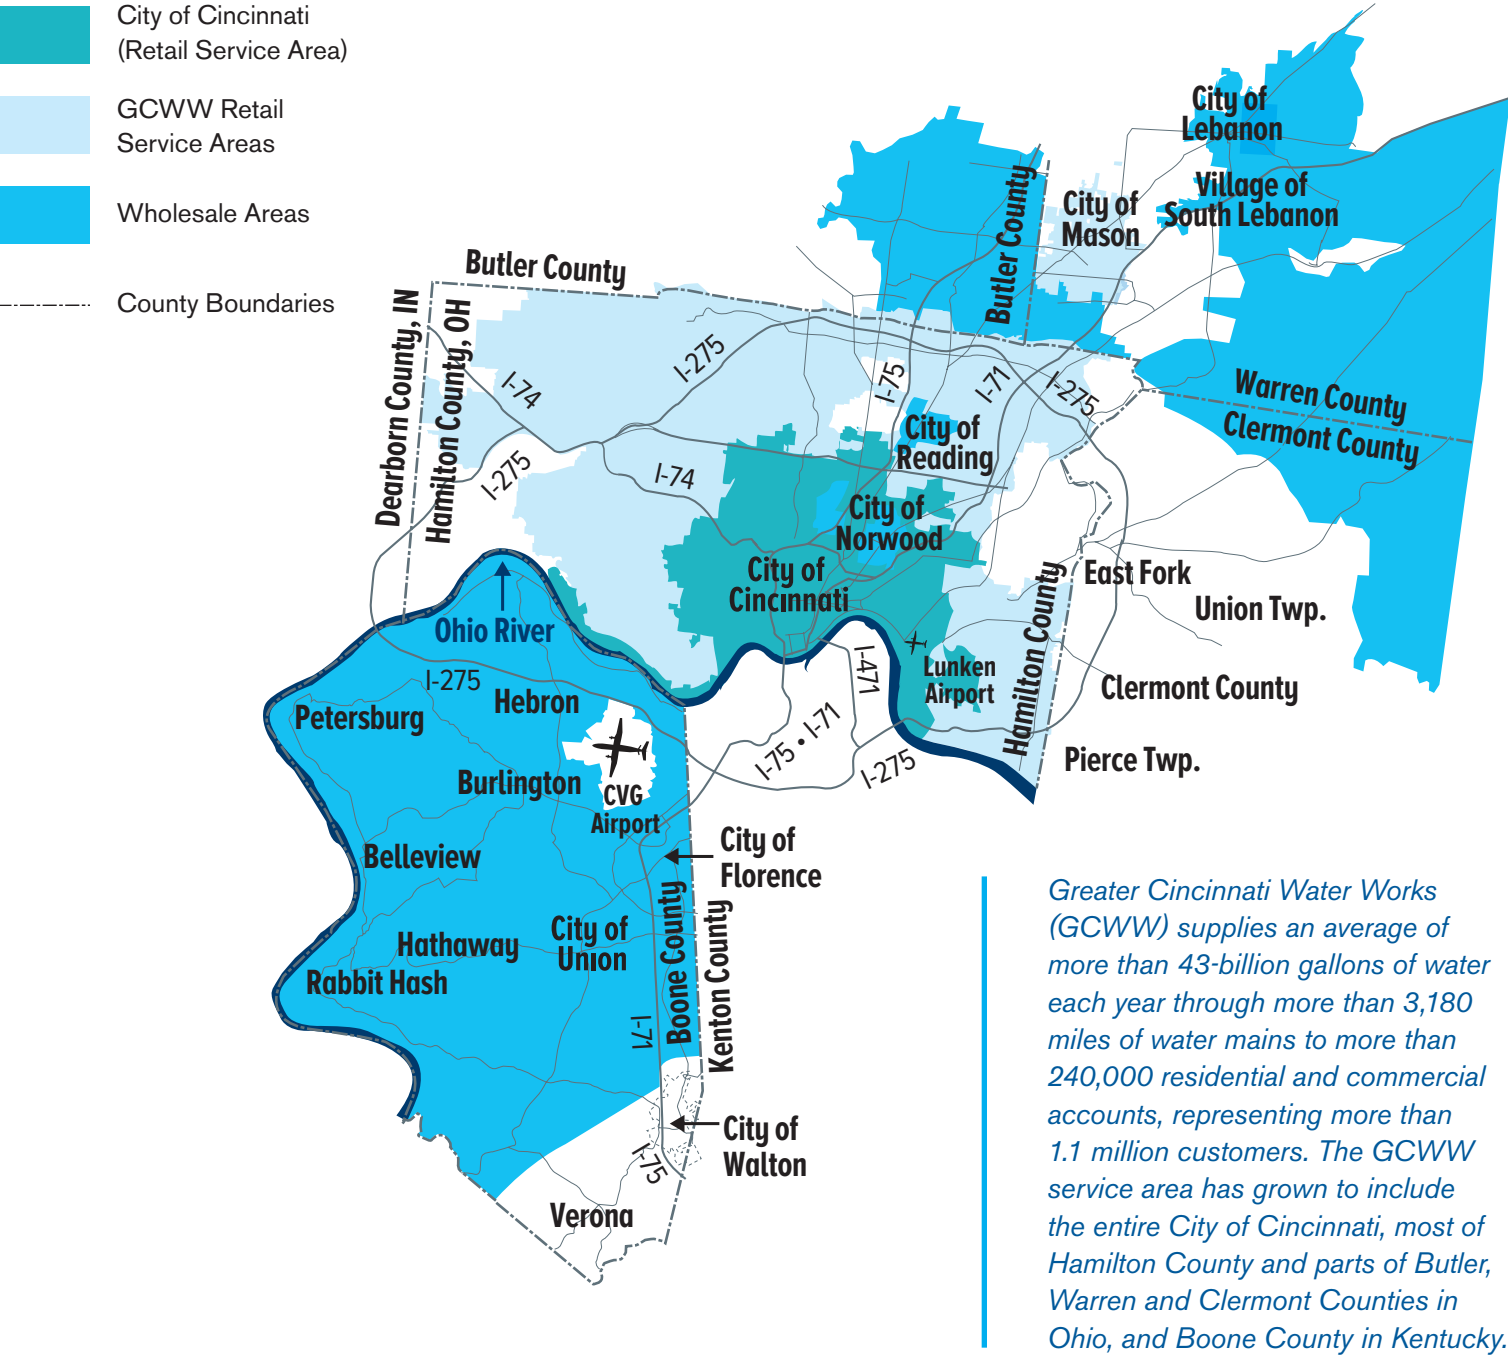 City of Cincinnati
(Retail Service Area)
GCWW Retail
Service Areas
Wholesale Areas
County Boundaries
City of
Lebanon
Village of
South Lebanon
City of
Mason
Butler County
Butler County
Dearborn County, IN
Hamilton County, OH
I-275
I-74
I-75
I-71
I-275
Warren County
Clermont County
City of
Reading
I-275
I-74
City of
Norwood
City of
Cincinnati
East Fork
Union Twp.
Hamilton County
Ohio River
I-471
Lunken
Airport
Clermont County
I-275
Hebron
Petersburg
I-75 • I-71
I-275
Pierce Twp.
Burlington
CVG
Airport
City of
Florence
Belleview
Boone County
Kenton County
City of
Union
Hathaway
Rabbit Hash
I-71
City of
Walton
I-75
Verona
Greater Cincinnati Water Works
(GCWW) supplies an average of
more than 43-billion gallons of water
each year through more than 3,180
miles of water mains to more than
240,000 residential and commercial
accounts, representing more than
1.1 million customers. The GCWW
service area has grown to include
the entire City of Cincinnati, most of
Hamilton County and parts of Butler,
Warren and Clermont Counties in
Ohio, and Boone County in Kentucky.